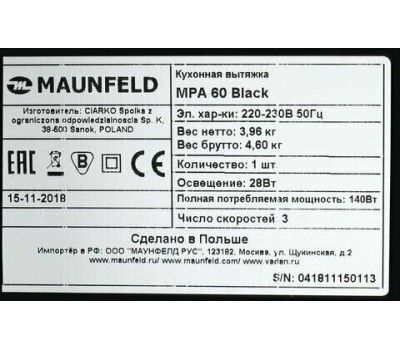 MAUNFELD
Изготовитель: CIARKO Spolka z
ograniczona odpowiedzialnoscia Sp. K,
38-500 Sanok, POLAND
EAC B CE
15-11-2018
Кухонная вытяжка
MPA 60 Black
Эл. хар-ки: 220-230В 50Гц
Вес нетто: 3,96 кг
Вес брутто: 4,60 кг
Количество: 1 шт.
Освещение: 28Вт
Полная потребляемая мощность: 140Вт
Число скоростей: 3
Сделано в Польше
Импортёр в РФ: ООО "МАУНФЕЛД РУС", 123182, Москва, ул. Щукинская, д.2
www.maunfeld.ru/ www.maunfeld.com/ www.vadan.ru
S/N: 041811150113